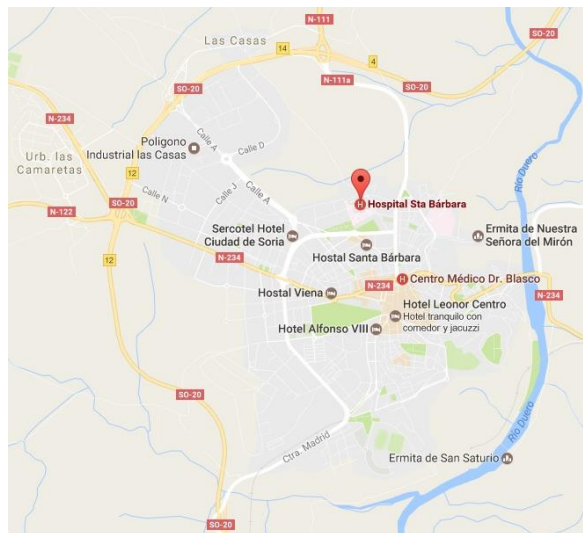 N-111
Las Casas
14
4
SO-20
N-111a
SO-20
SO-20
12
N-234
Calle A
Calle D
Poligono
Industrial las Casas
Urb. las
Camaretas
12
Río Duero
Calle N
Calle J
Calle A
Hospital Sta Bárbara
N-122
SO-20
Sercotel Hotel
Ciudad de Soria
Ermita de Nuestra
Señora del Mirón
12
N-234
Hostal Santa Bárbara
Centro Médico Dr. Blasco
N-234
Hostal Viena
N-234
Hotel Leonor Centro
Hotel tranquilo con
comedor y jacuzzi
Hotel Alfonso VIII
SO-20
Río Duero
Ctra. Madrid
Ermita de San Saturio
SO-20